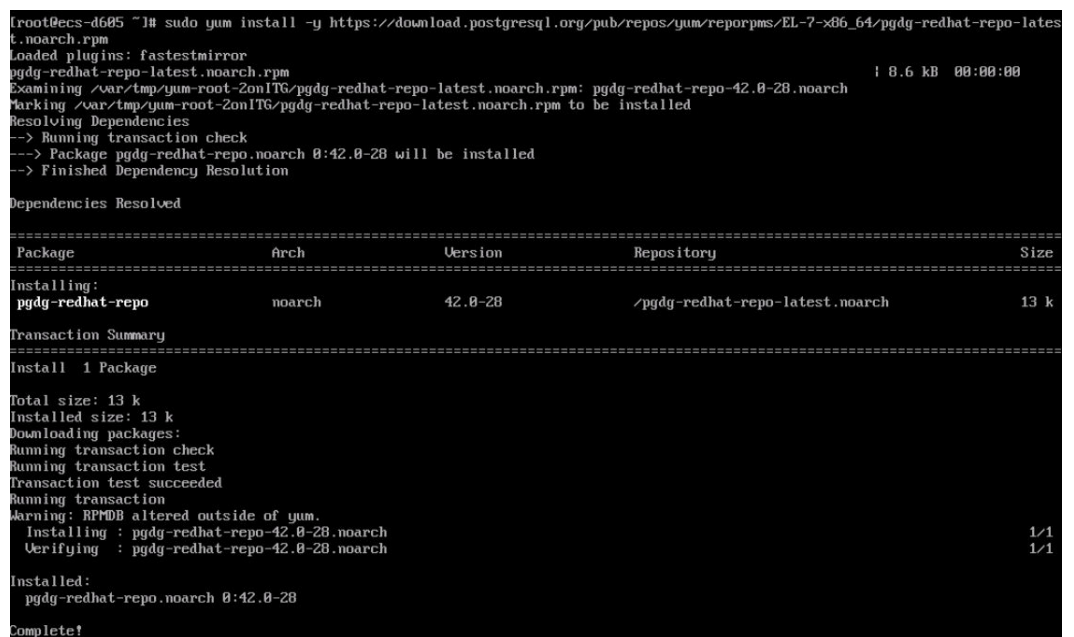 [root@ecs-d605 ~]# sudo yum install -y https://download.postgresql.org/pub/repos/yum/reporpms/EL-7-x86_64/pgdg-redhat-repo-lates
t.noarch.rpm
Loaded plugins: fastestmirror
pgdg-redhat-repo-latest.noarch.rpm | 8.6 kB 00:00:00
Examining /var/tmp/yum-root-ZonITG/pgdg-redhat-repo-latest.noarch.rpm: pgdg-redhat-repo-42.0-28.noarch
Marking /var/tmp/yum-root-ZonITG/pgdg-redhat-repo-latest.noarch.rpm to be installed
Resolving Dependencies
--> Running transaction check
---> Package pgdg-redhat-repo.noarch 0:42.0-28 will be installed
--> Finished Dependency Resolution
Dependencies Resolved
================================================================================
Package Arch Version Repository Size
================================================================================
Installing:
pgdg-redhat-repo noarch 42.0-28 /pgdg-redhat-repo-latest.noarch 13 k
Transaction Summary
================================================================================
Install 1 Package
Total size: 13 k
Installed size: 13 k
Downloading packages:
Running transaction check
Running transaction test
Transaction test succeeded
Running transaction
Warning: RPMDB altered outside of yum.
Installing : pgdg-redhat-repo-42.0-28.noarch 1/1
Verifying : pgdg-redhat-repo-42.0-28.noarch 1/1
Installed:
pgdg-redhat-repo.noarch 0:42.0-28
Complete!